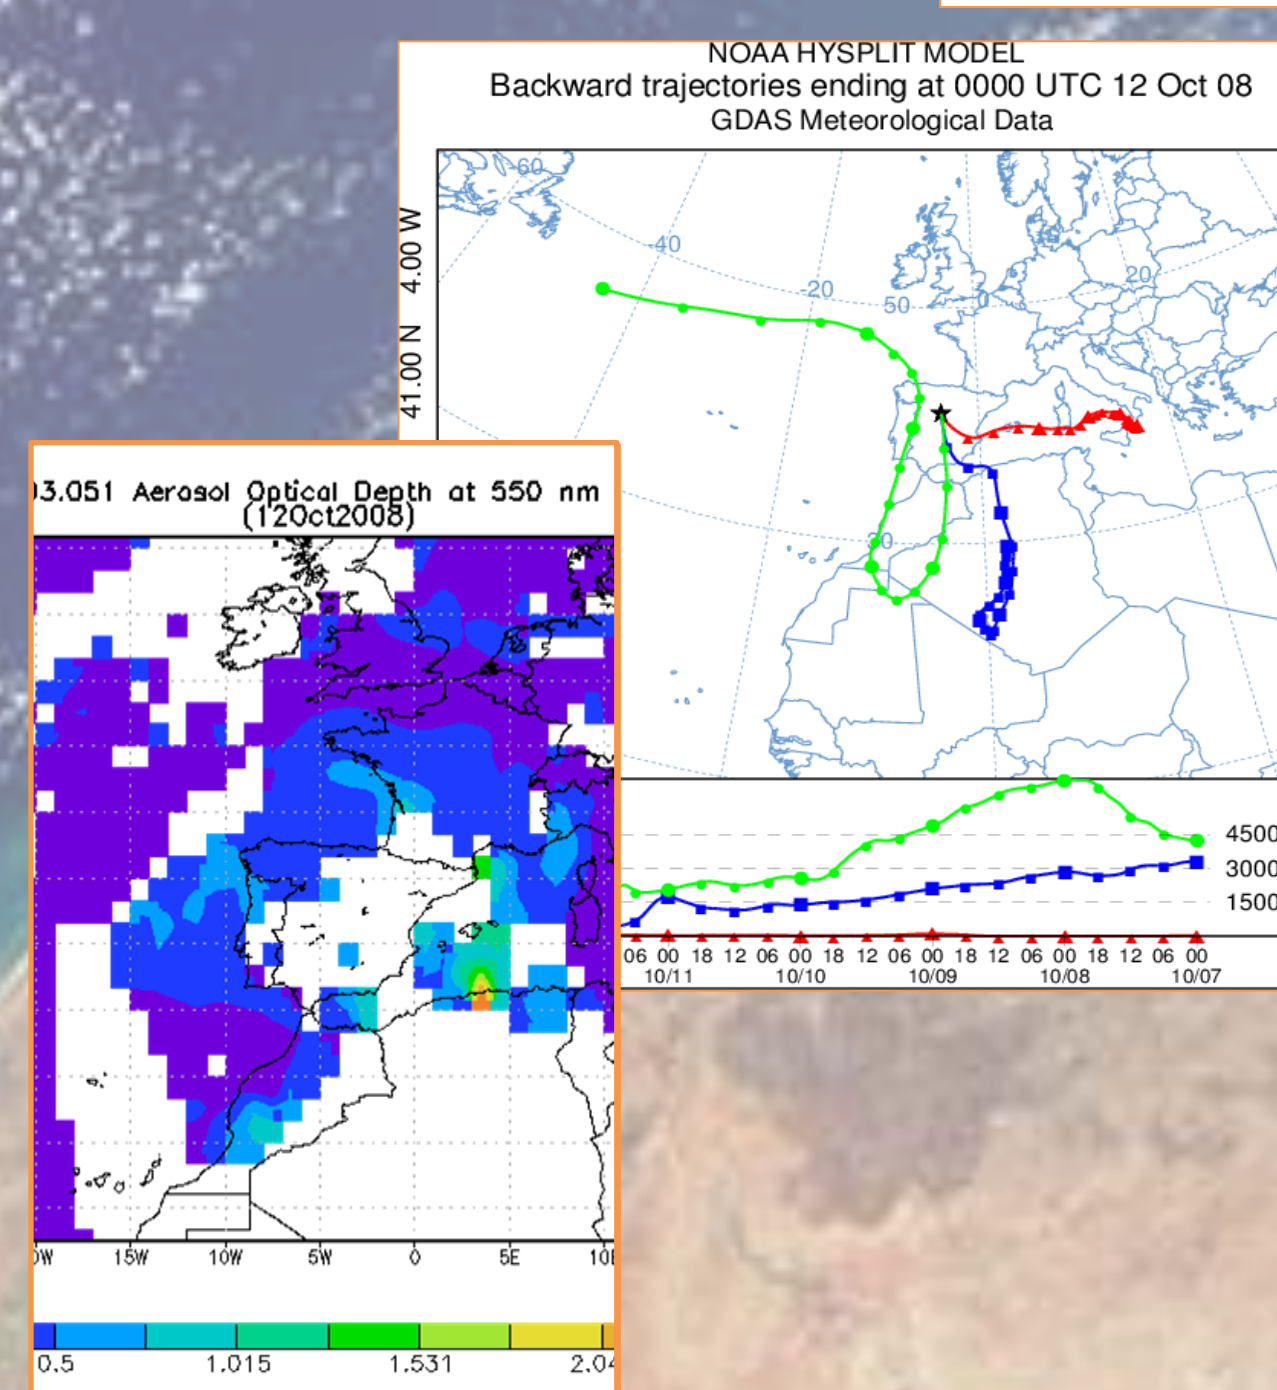 NOAA HYSPLIT MODEL
Backward trajectories ending at 0000 UTC 12 Oct 08
GDAS Meteorological Data
41.00 N 4.00 W
-60
-40
-20
50
0
20
4500
3000
1500
06 00 18 12 06 00 18 12 06 00 18 12 06 00 18 12 06 00
10/11 10/10 10/09 10/08 10/07
03.051 Aerosol Optical Depth at 550 nm
(12Oct2008)
15W 10W 5W 0 5E
0.5 1.015 1.531